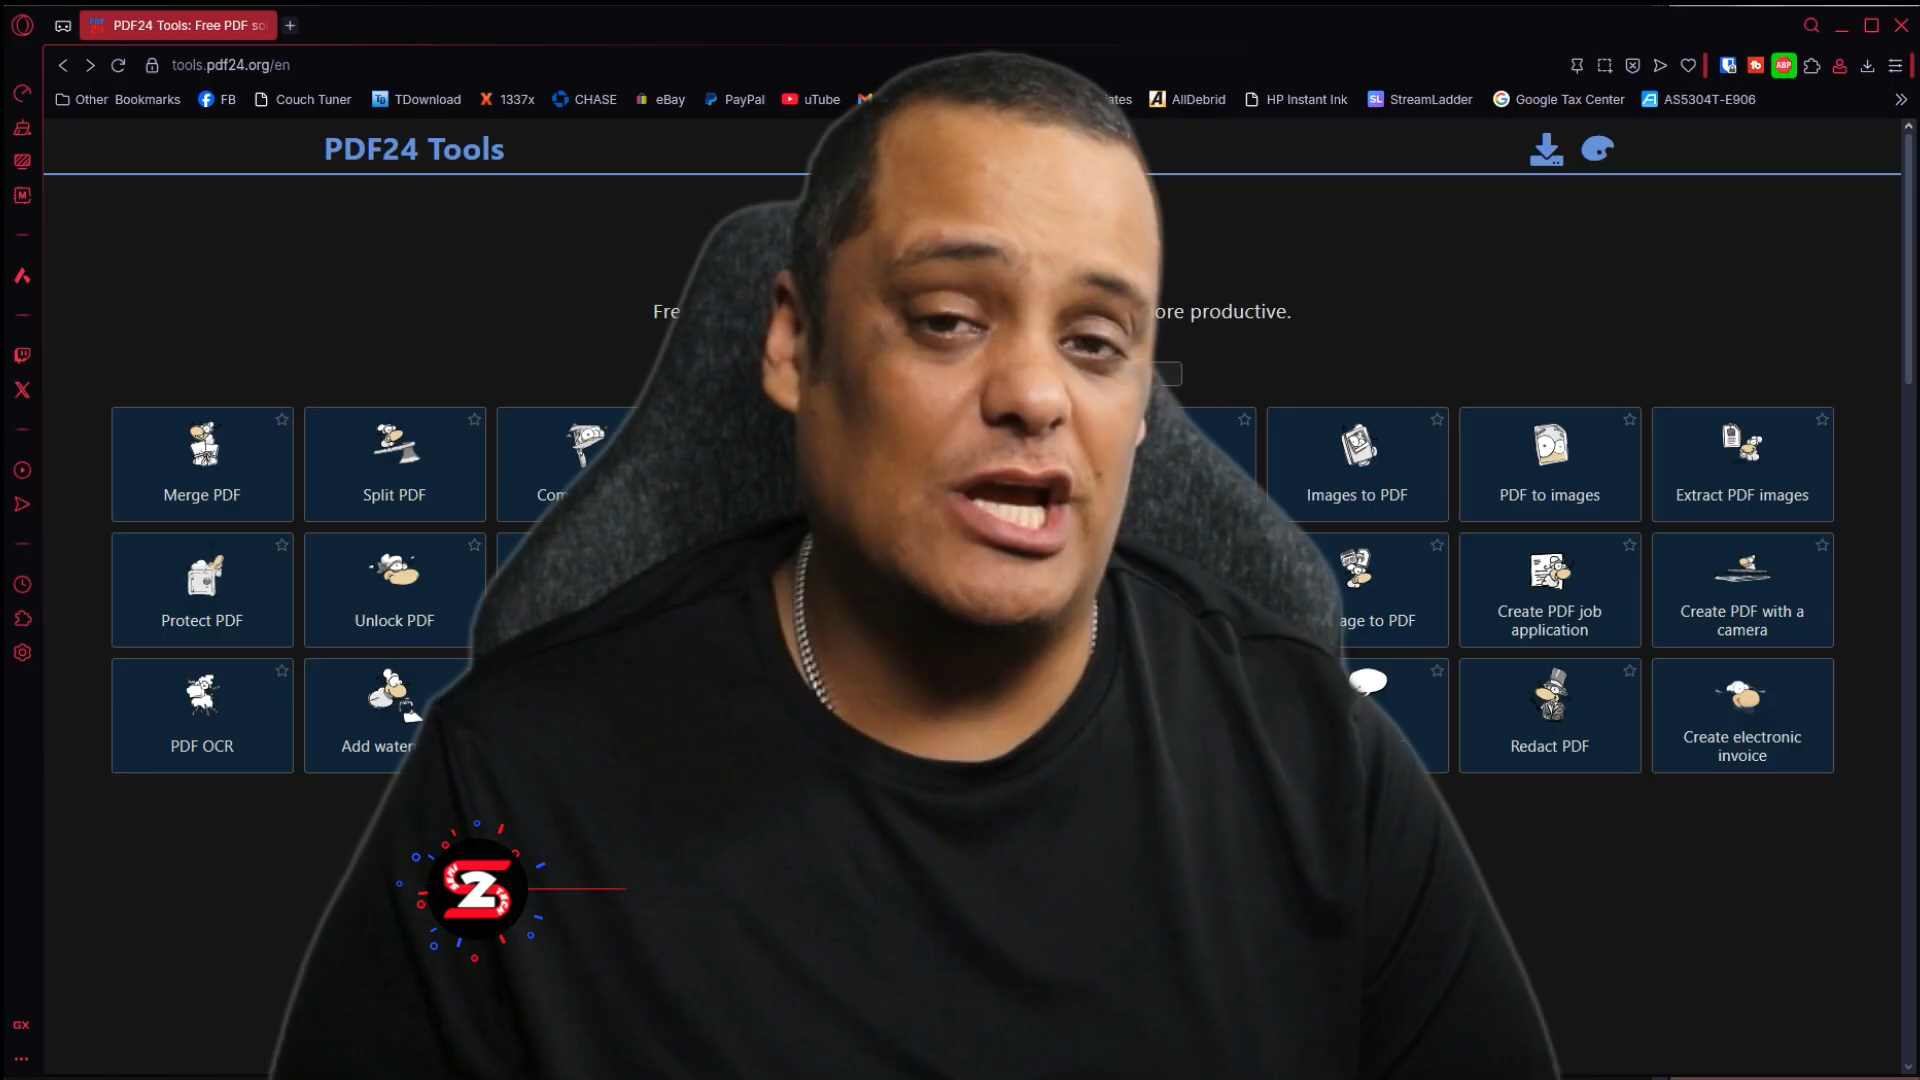 PDF24 Tools: Free PDF so
tools.pdf24.org/en
ABP
Other Bookmarks FB Couch Tuner TDownload 1337x CHASE eBay PayPal uTube AllDebrid HP Instant Ink StreamLadder Google Tax Center AS5304T-E906
PDF24 Tools
ore productive.
Merge PDF Split PDF Images to PDF PDF to images Extract PDF images
Protect PDF Unlock PDF age to PDF Create PDF job application Create PDF with a camera
PDF OCR Add water Redact PDF Create electronic invoice
S2
TECH
GX